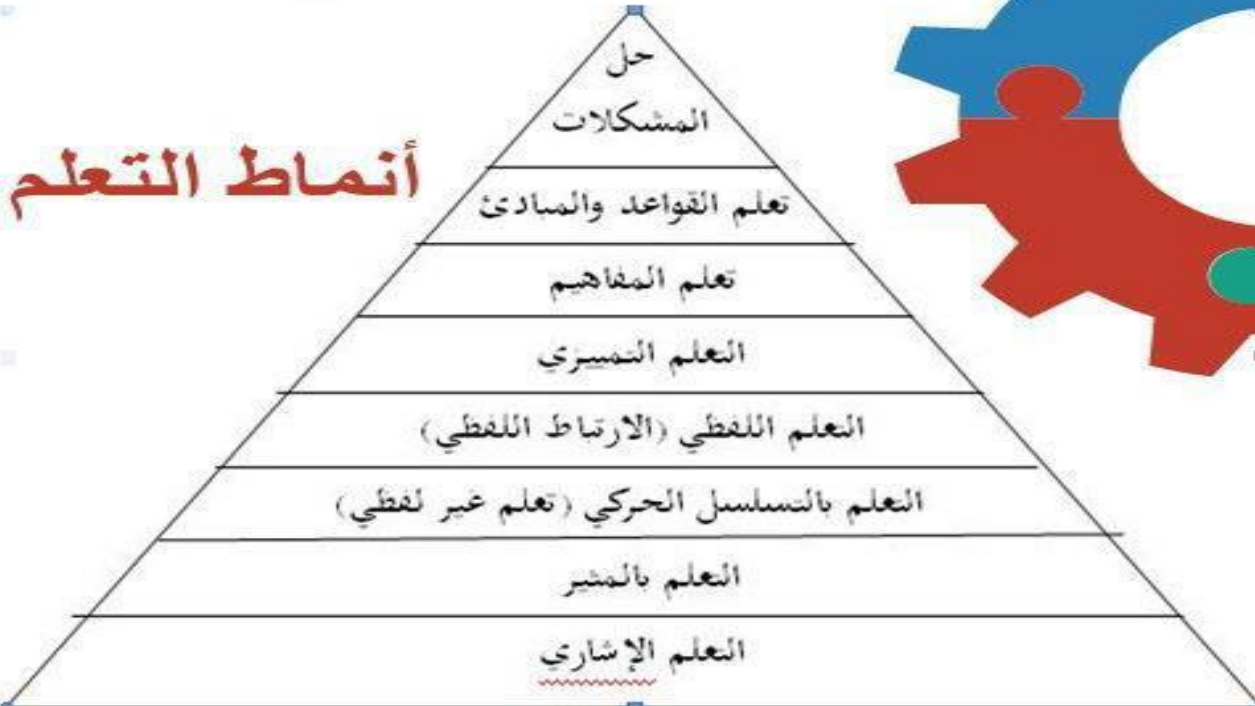 حل
المشكلات
أنماط التعلم
تعلم القواعد والمبادئ
تعلم المفاهيم
التعلم التمييزي
التعلم اللفظي (الارتباط اللفظي)
التعلم بالتسلسل الحركي (تعلم غير لفظي)
التعلم بالمثير
التعلم الإشاري